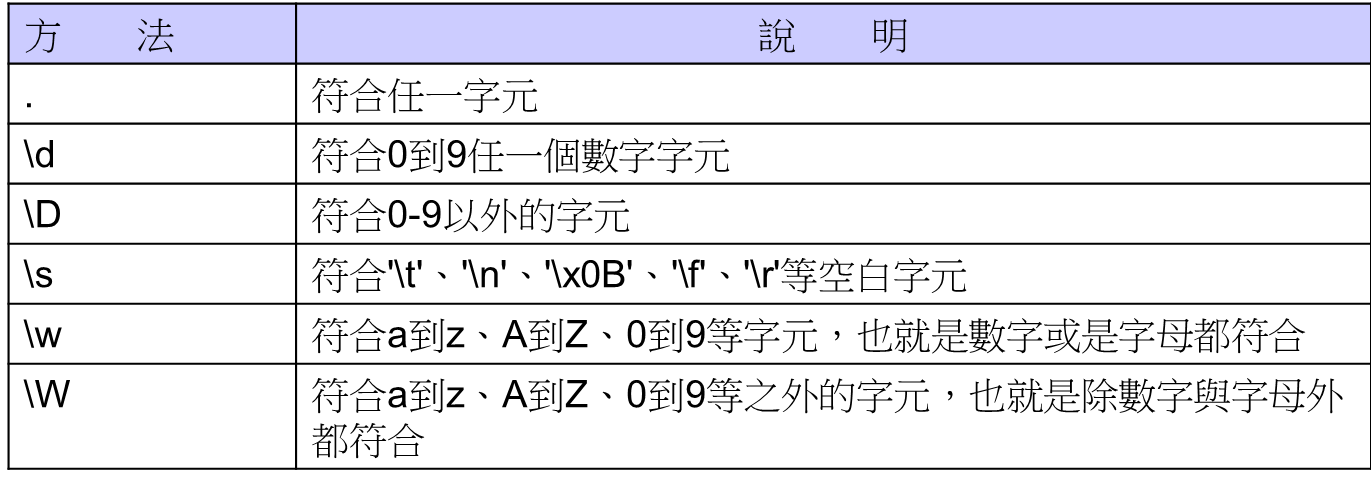 方　　法　說　　明
.　符合任一字元
\d　符合0到9任一個數字字元
\D　符合0-9以外的字元
\s　符合'\t'、'\n'、'\x0B'、'\f'、'\r'等空白字元
\w　符合a到z、A到Z、0到9等字元，也就是數字或是字母都符合
\W　符合a到z、A到Z、0到9等之外的字元，也就是除數字與字母外
都符合